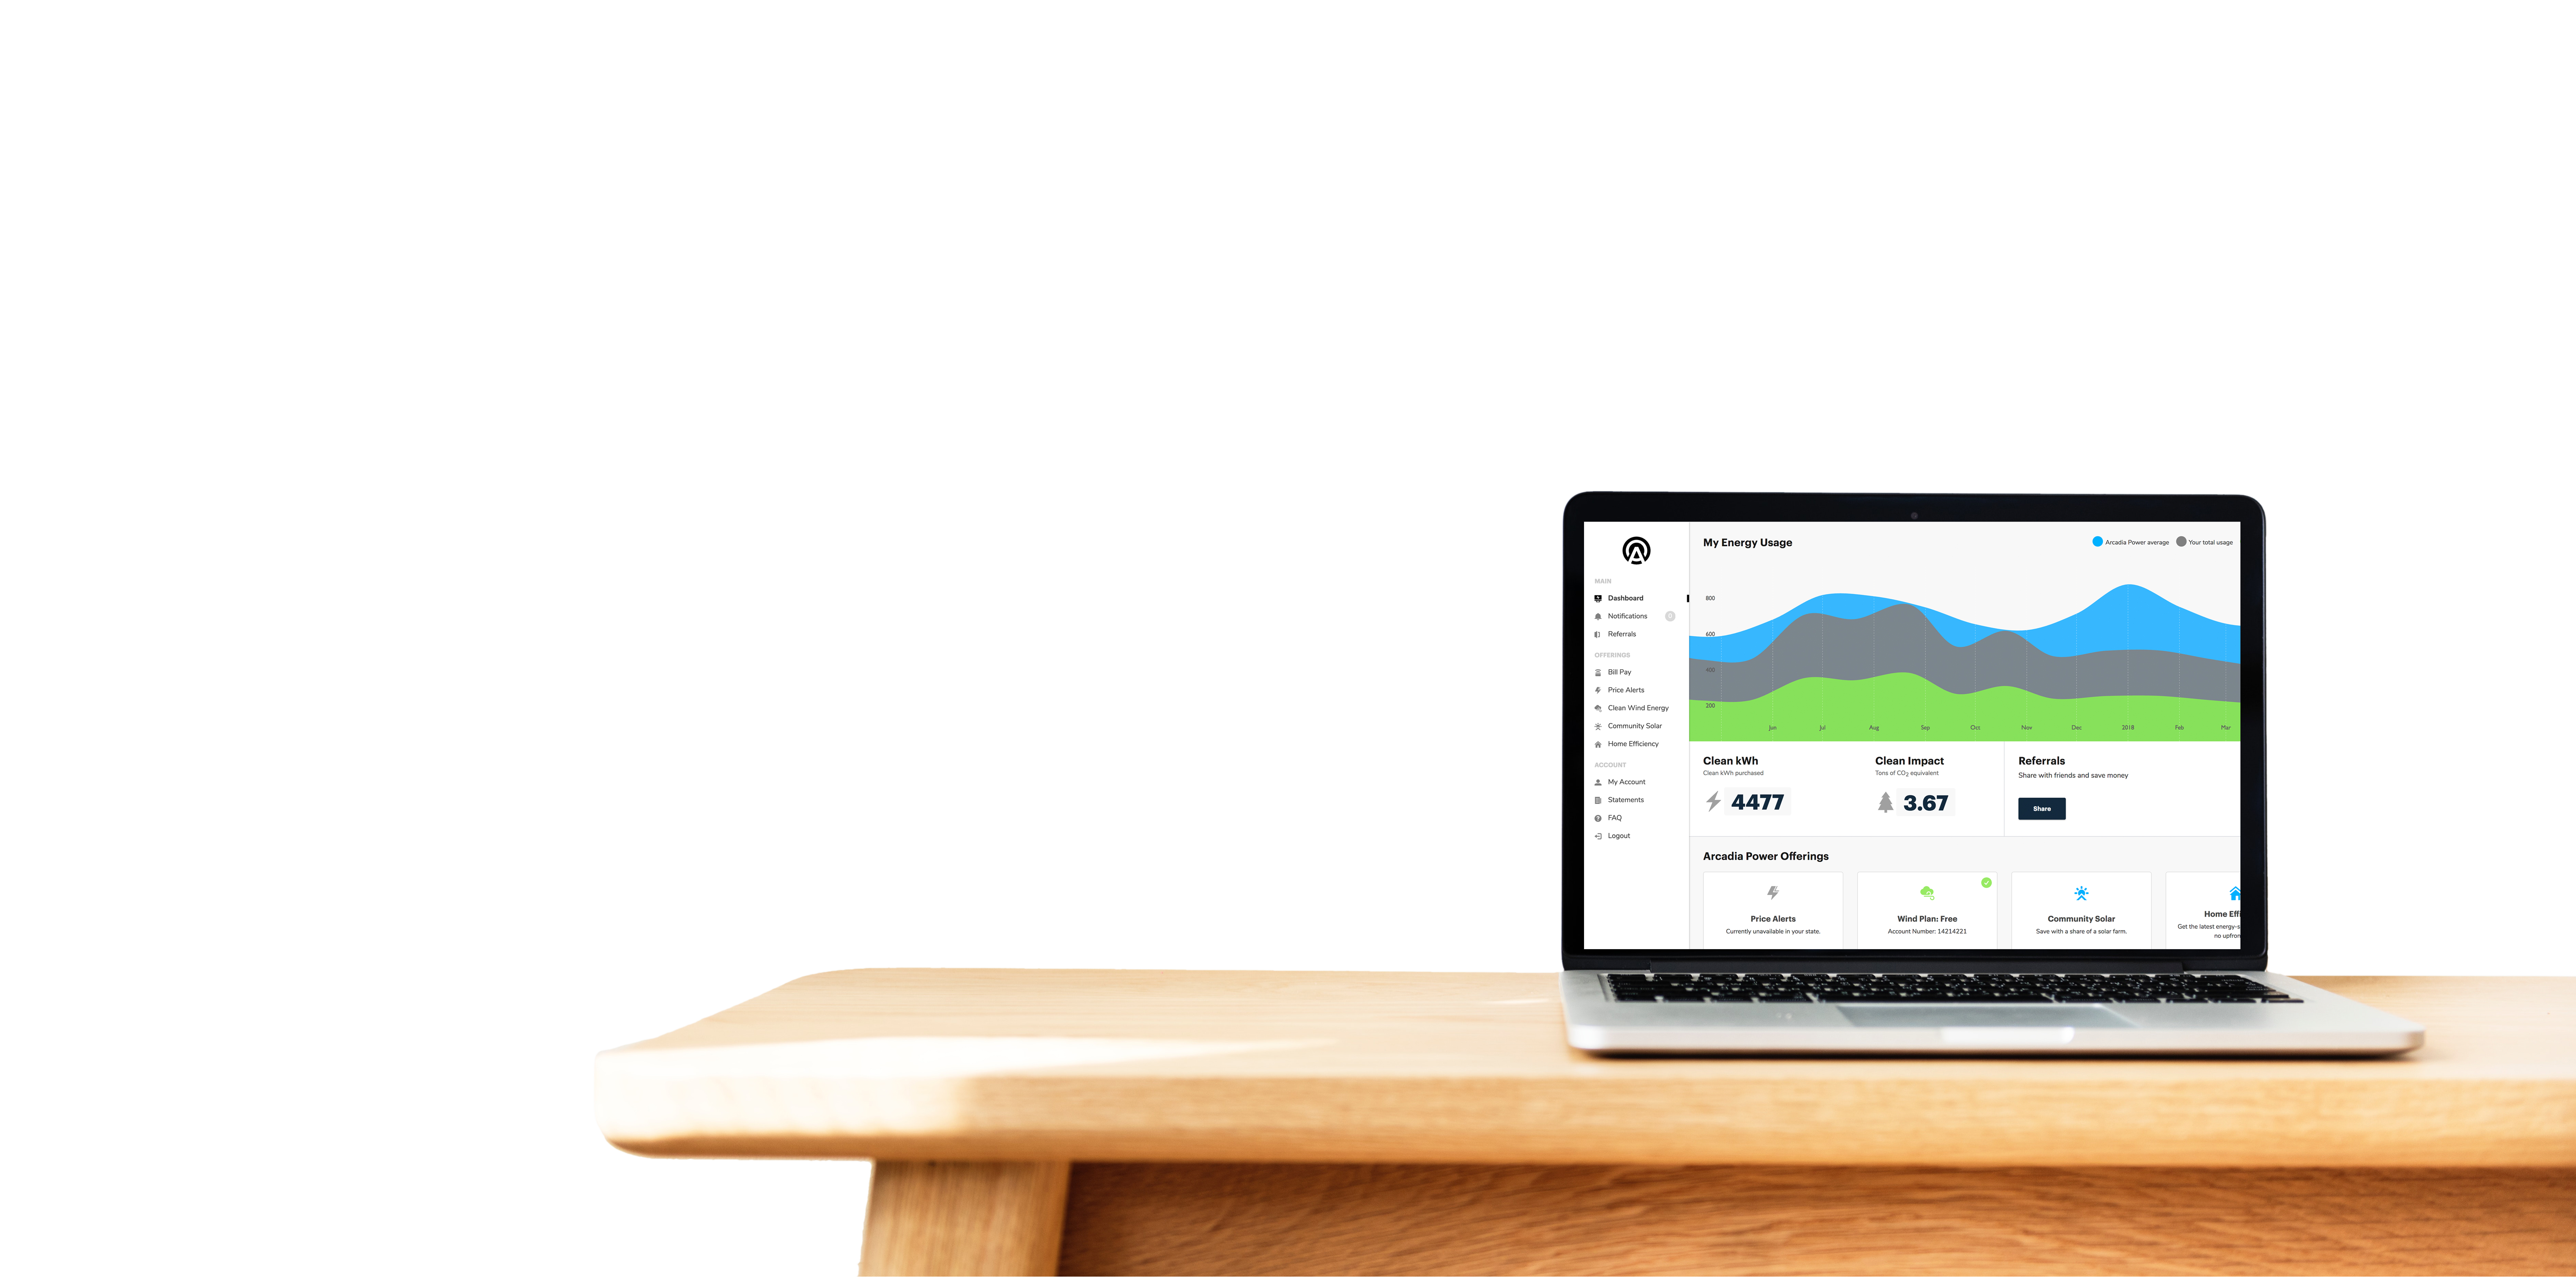 MAIN
Dashboard
Notifications
0
Referrals
OFFERINGS
Bill Pay
Price Alerts
Clean Wind Energy
Community Solar
Home Efficiency
ACCOUNT
My Account
Statements
FAQ
Logout
My Energy Usage
Arcadia Power average
Your total usage
800
600
400
200
Jun Jul Aug Sep Oct Nov Dec 2018 Feb Mar
Clean kWh
Clean kWh purchased
4477
Clean Impact
Tons of CO2 equivalent
3.67
Referrals
Share with friends and save money
Share
Arcadia Power Offerings
Price Alerts
Currently unavailable in your state.
Wind Plan: Free
Account Number: 14214221
Community Solar
Save with a share of a solar farm.
Home Effi
Get the latest energy-s
no upfron